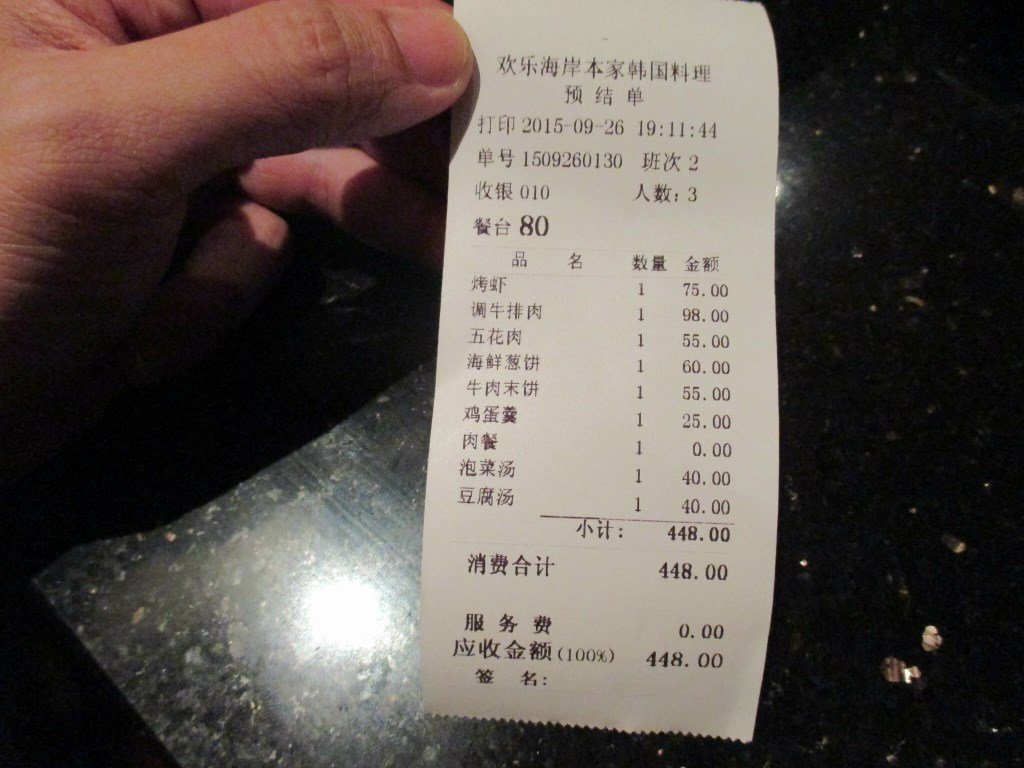 欢乐海岸本家韩国料理
预 结 单
打印 2015-09-26 19:11:44
单号 1509260130 班次 2
收银 010 人数: 3
餐台 80
品 名 数量 金额
烤虾 1 75.00
调牛排肉 1 98.00
五花肉 1 55.00
海鲜葱饼 1 60.00
牛肉末饼 1 55.00
鸡蛋羹 1 25.00
肉餐 1 0.00
泡菜汤 1 40.00
豆腐汤 1 40.00
小计: 448.00
消费合计 448.00
服 务 费 0.00
应收金额(100%) 448.00
签 名: